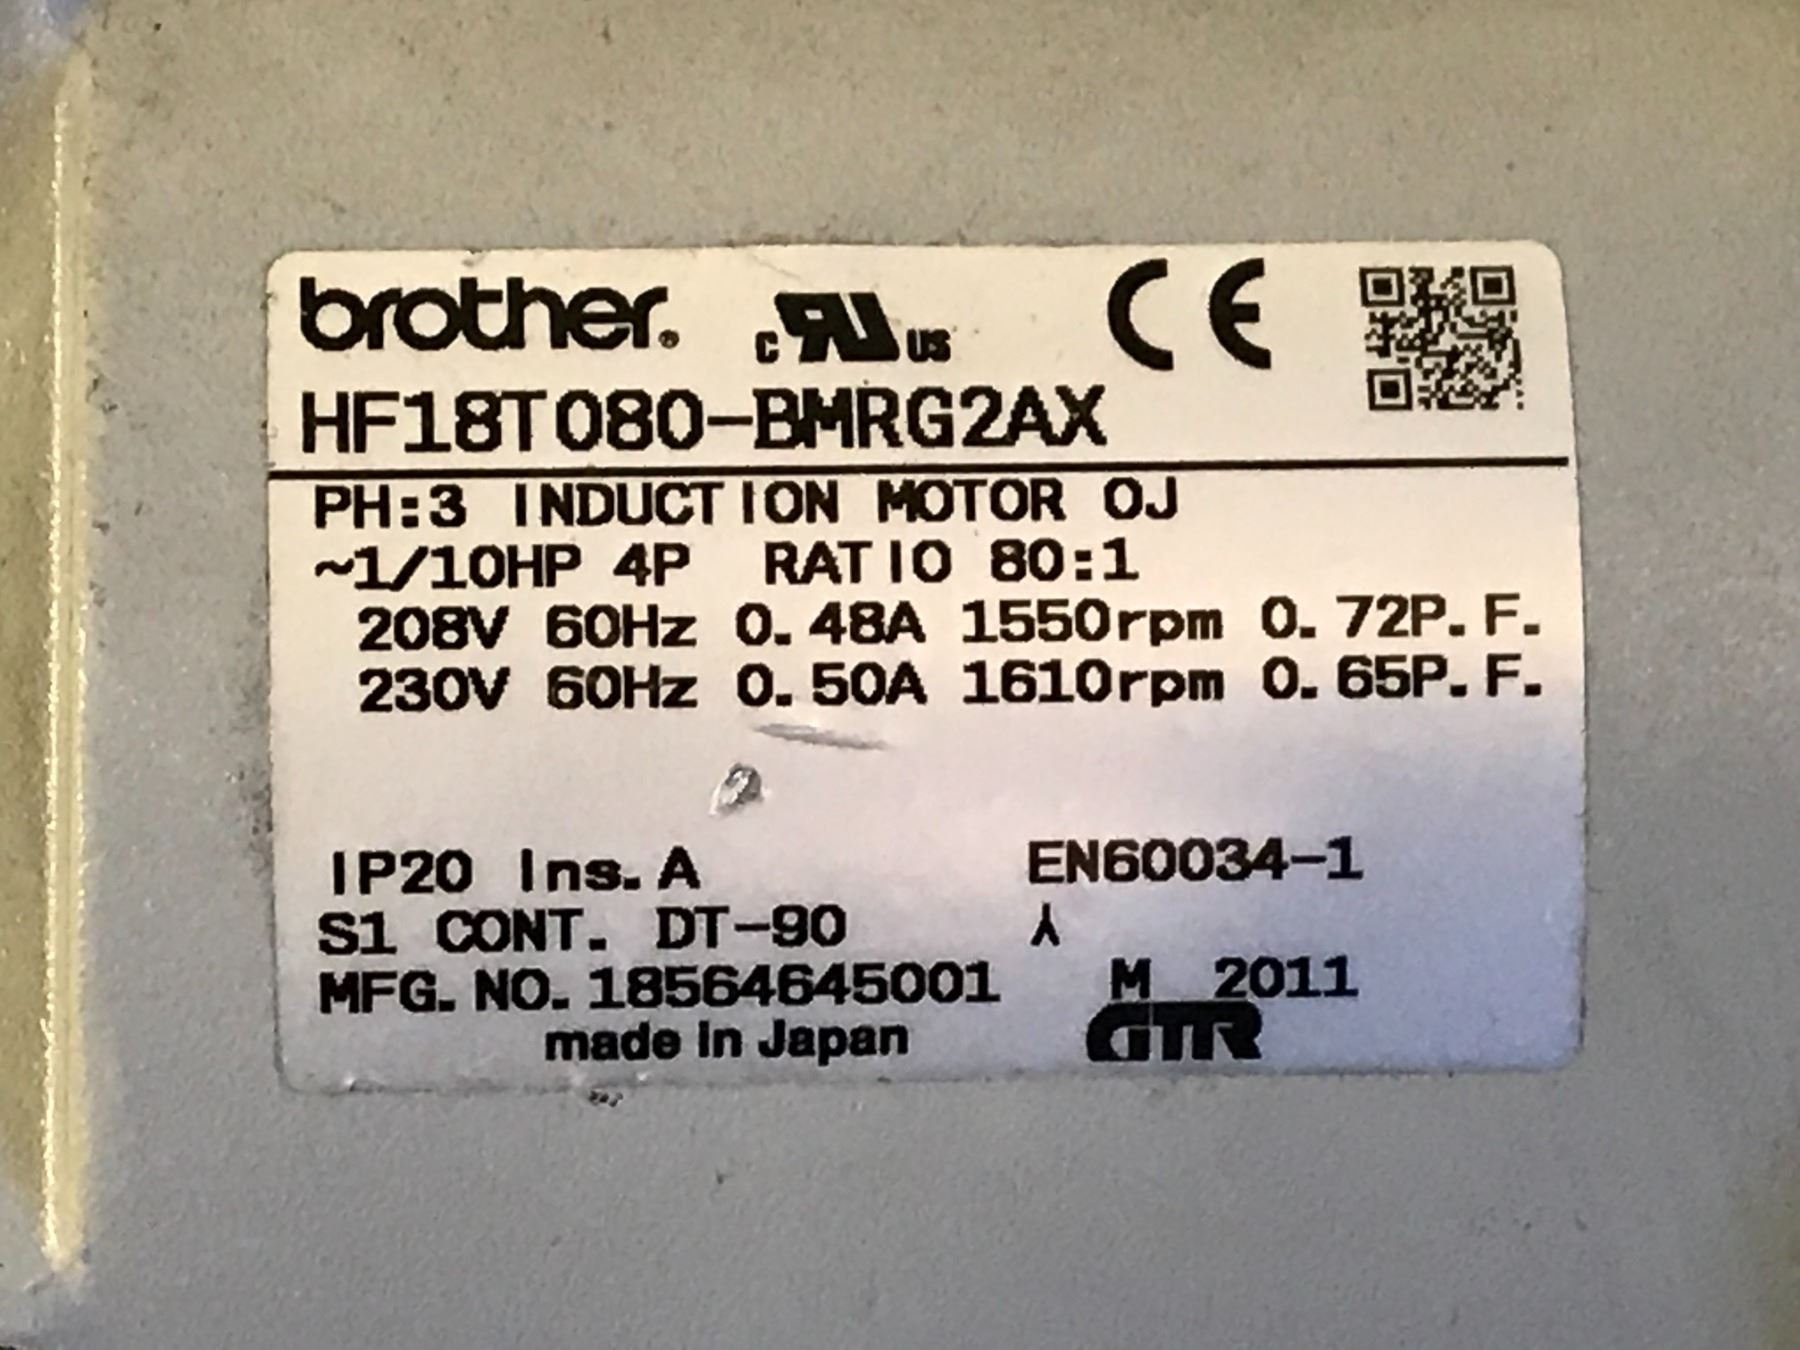 brother®
c RU us
CE
HF18T080-BMRG2AX
PH:3 INDUCTION MOTOR OJ
~1/10HP 4P RATIO 80:1
208V 60Hz 0.48A 1550rpm 0.72P.F.
230V 60Hz 0.50A 1610rpm 0.65P.F.
IP20 Ins.A EN60034-1
S1 CONT. DT-90 ⅄
MFG.NO.18564645001 M 2011
made in Japan GTR